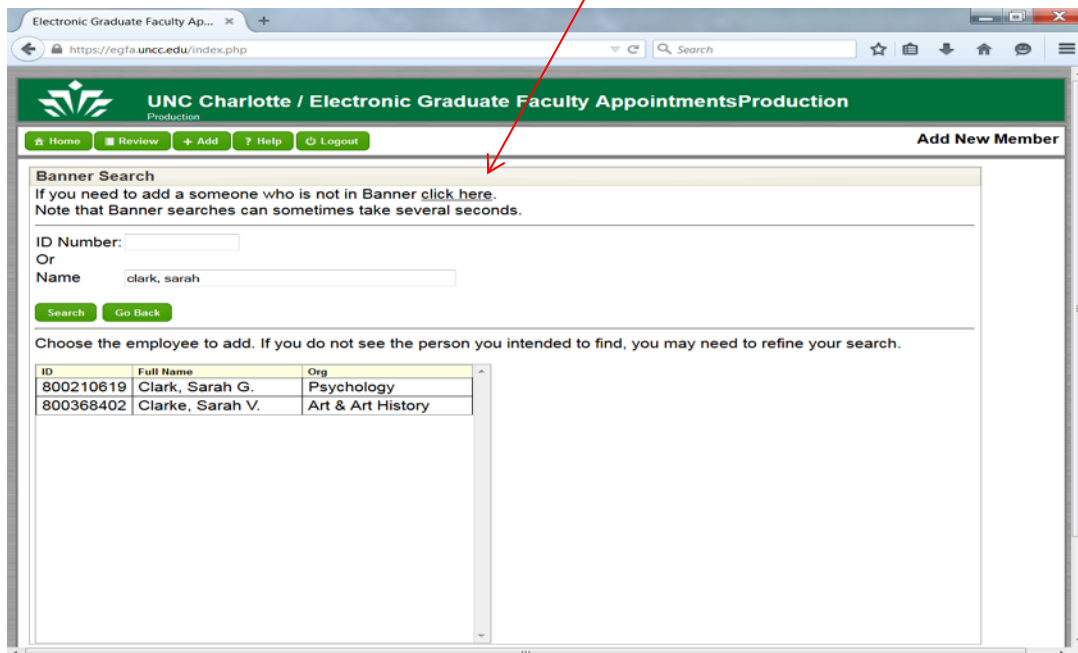 Electronic Graduate Faculty Ap... × +
https://egfa.uncc.edu/index.php Search
UNC Charlotte / Electronic Graduate Faculty AppointmentsProduction
Production
Home Review + Add ? Help Logout Add New Member
Banner Search
If you need to add a someone who is not in Banner click here.
Note that Banner searches can sometimes take several seconds.
ID Number:
Or
Name clark, sarah
Search Go Back
Choose the employee to add. If you do not see the person you intended to find, you may need to refine your search.
ID Full Name Org
800210619 Clark, Sarah G. Psychology
800368402 Clarke, Sarah V. Art & Art History